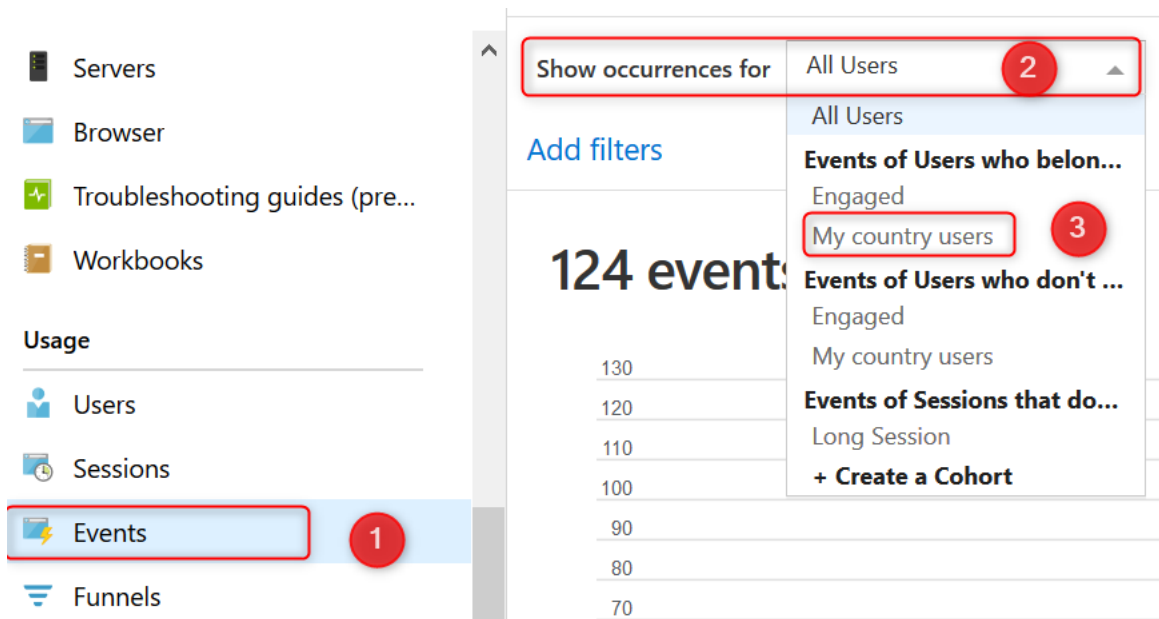 Servers
Browser
Troubleshooting guides (pre...
Workbooks
Usage
Users
Sessions
Events
1
Funnels
Show occurrences for
All Users
2
Add filters
All Users
Events of Users who belon...
Engaged
My country users
3
Events of Users who don't ...
Engaged
My country users
Events of Sessions that do...
Long Session
+ Create a Cohort
124 events
130
120
110
100
90
80
70